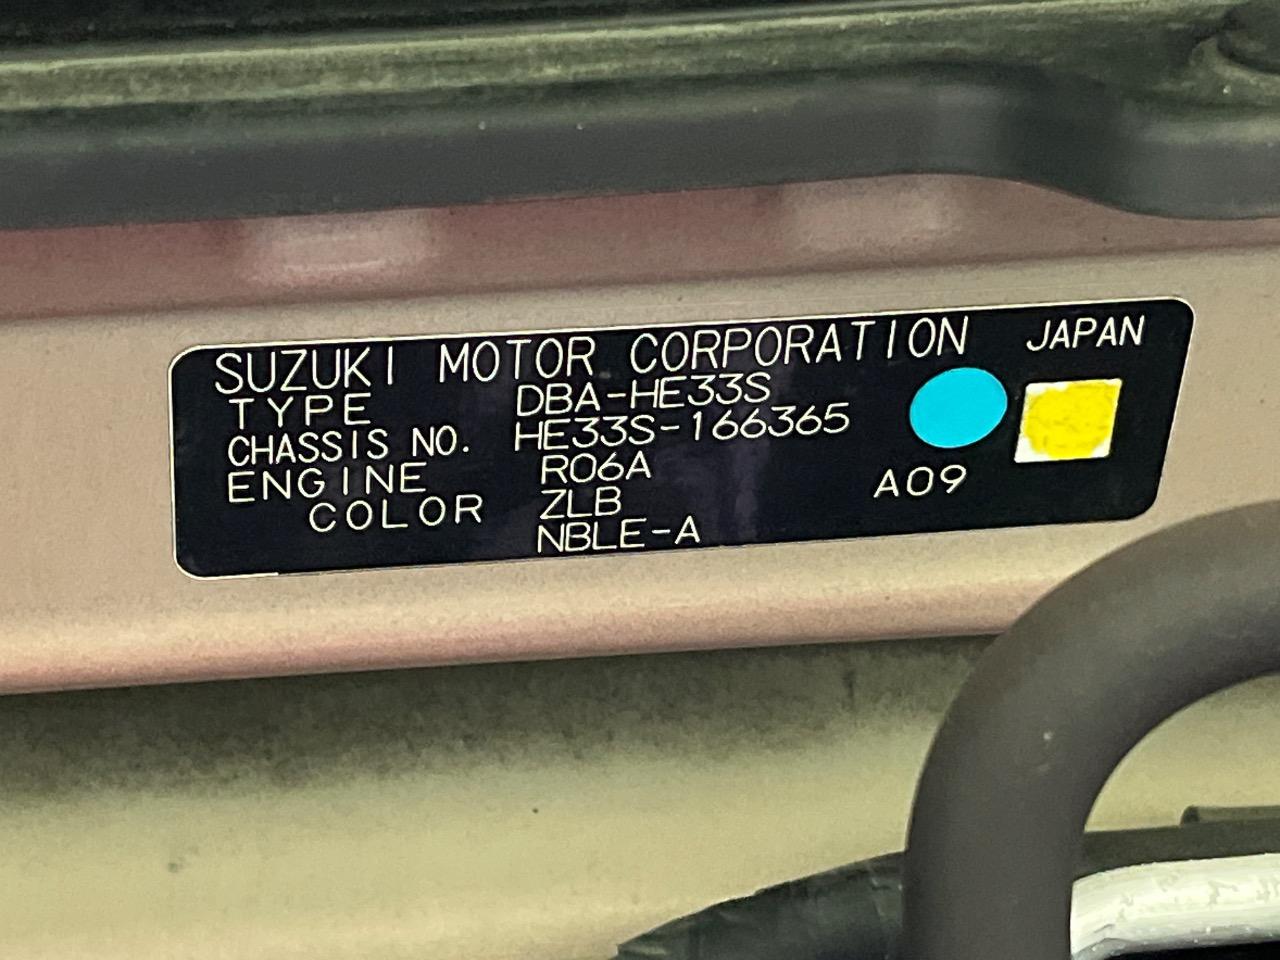 SUZUKI MOTOR CORPORATION JAPAN
TYPE DBA-HE33S
CHASSIS NO. HE33S-166365
ENGINE R06A A09
COLOR ZLB
NBLE-A